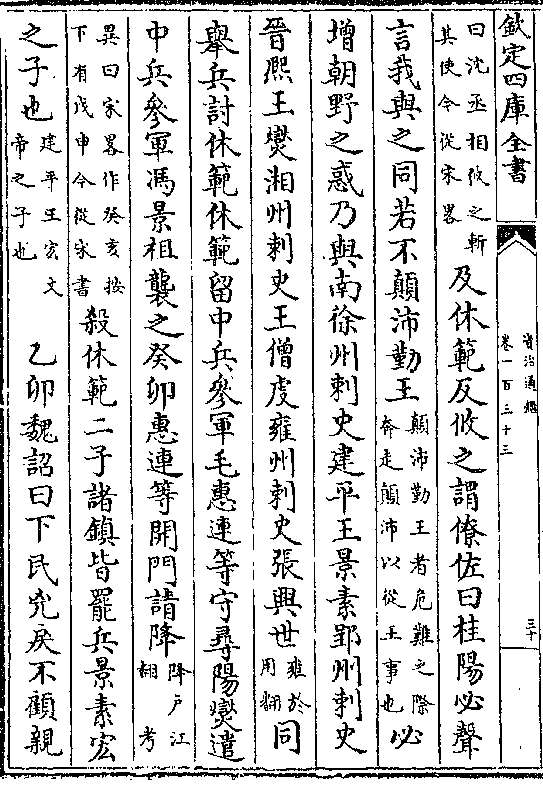 欽定四庫全書
資治通鑑
卷一百三十三
三十
曰沈丞相攸之斬
其使今從宋畧
及休範反攸之謂僚佐曰桂陽必聲
言我與之同若不顛沛勤王
顛沛勤王者危難之際
奔走顛沛以從王事也
必
增朝野之惑乃與南徐州刺史建平王景素郢州刺史
晉熙王燮湘州刺史王僧虔雍州刺史張興世
雍於
用翻
同
舉兵討休範休範留中兵參軍毛惠連等守尋陽燮遣
中兵參軍馮景祖襲之癸卯惠連等開門請降
降户江
翻 考
異曰宋畧作癸亥按
下有戊申今從宋書
殺休範二子諸鎮皆罷兵景素宏
之子也
建平王宏文
帝之子也
乙卯魏詔曰下民兇戾不顧親